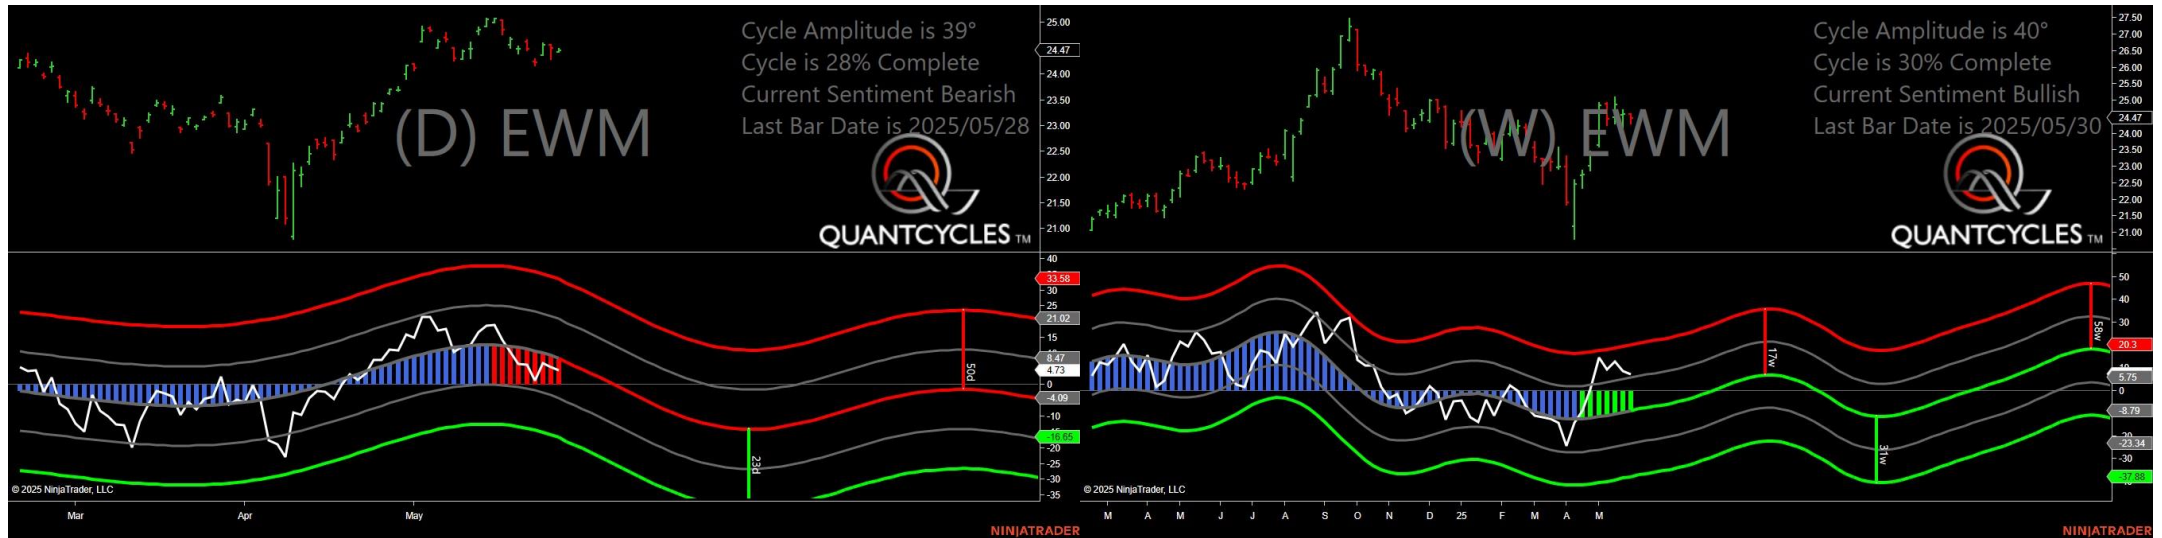 Cycle Amplitude is 39°
Cycle is 28% Complete
Current Sentiment Bearish
Last Bar Date is 2025/05/28
(D) EWM
QUANTCYCLES TM
25.00
24.47
24.00
23.50
23.00
22.50
22.00
21.50
21.00
40
33.58
30
25
21.02
15
8.47
4.73
0
-4.09
-10
-16.65
-20
-25
-30
-35
50d
23d
© 2025 NinjaTrader, LLC
Mar Apr May
NINJATRADER
Cycle Amplitude is 40°
Cycle is 30% Complete
Current Sentiment Bullish
Last Bar Date is 2025/05/30
(W) EWM
QUANTCYCLES TM
27.50
27.00
26.50
26.00
25.50
25.00
24.47
24.00
23.50
23.00
22.50
22.00
21.50
21.00
50
40
30
20.3
5.75
0
-8.79
-23.34
-30
-37.88
17w
31w
58w
© 2025 NinjaTrader, LLC
M A M J J A S O N D 25 F M A M
NINJATRADER